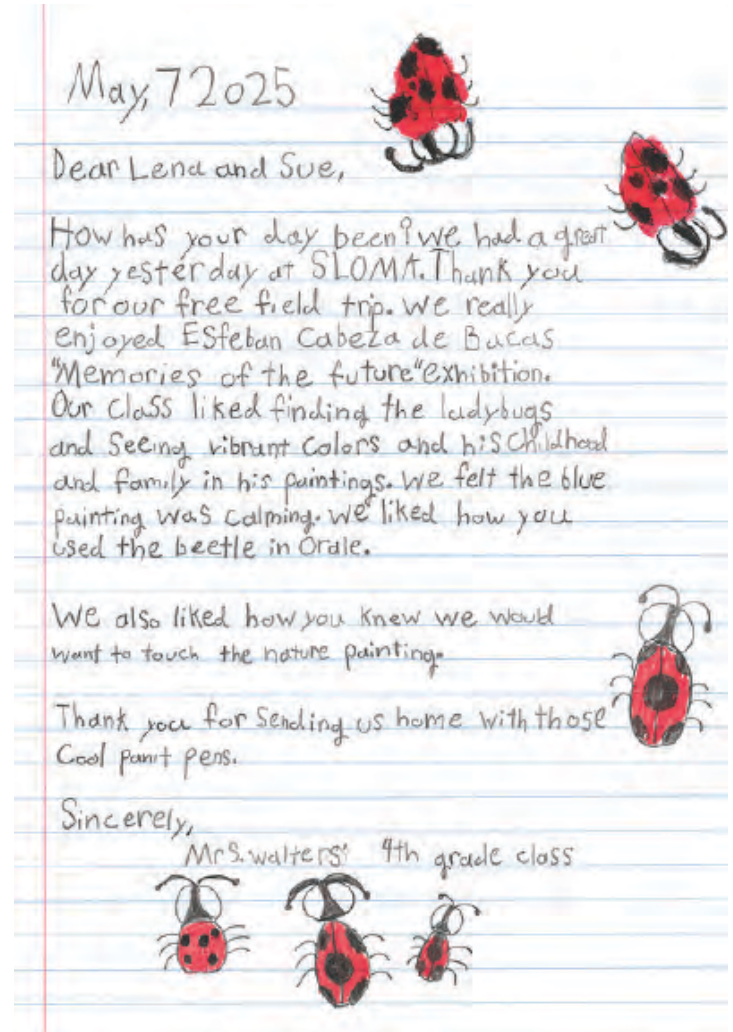 May, 7 2025
Dear Lena and Sue,
How has your day been? we had a great
day yesterday at SLOMA. Thank you
for our free field trip. We really
enjoyed Esteban Cabeza de Bacas
"Memories of the future" exhibition.
Our Class liked finding the ladybugs
and Seeing vibrant Colors and his Childhood
and family in his paintings. We felt the blue
painting was calming. We liked how you
used the beetle in Orale.
We also liked how you knew we would
want to touch the nature painting.
Thank you for Sending us home with those
Cool panit pens.
Sincerely,
Mrs. walters' 4th grade class